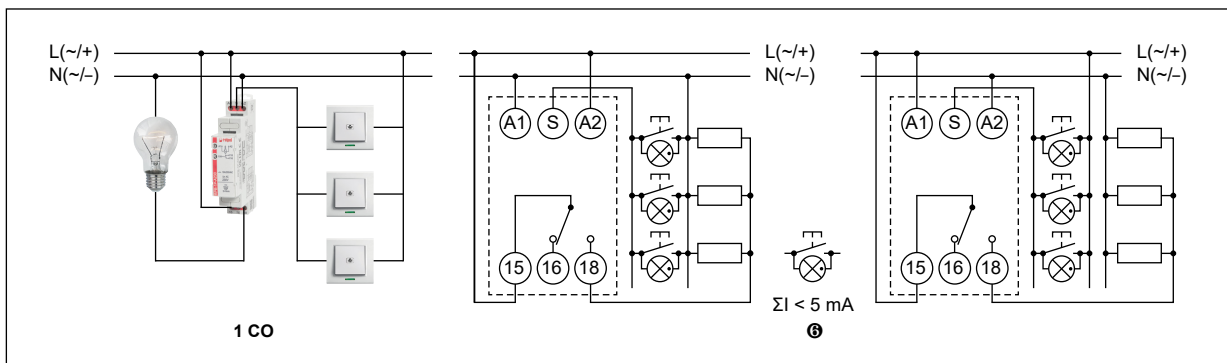 L(~/+)
N(~/–)
1 CO
L(~/+)
N(~/–)
A1 S A2
15 16 18
ΣI < 5 mA
❻
L(~/+)
N(~/–)
A1 S A2
15 16 18